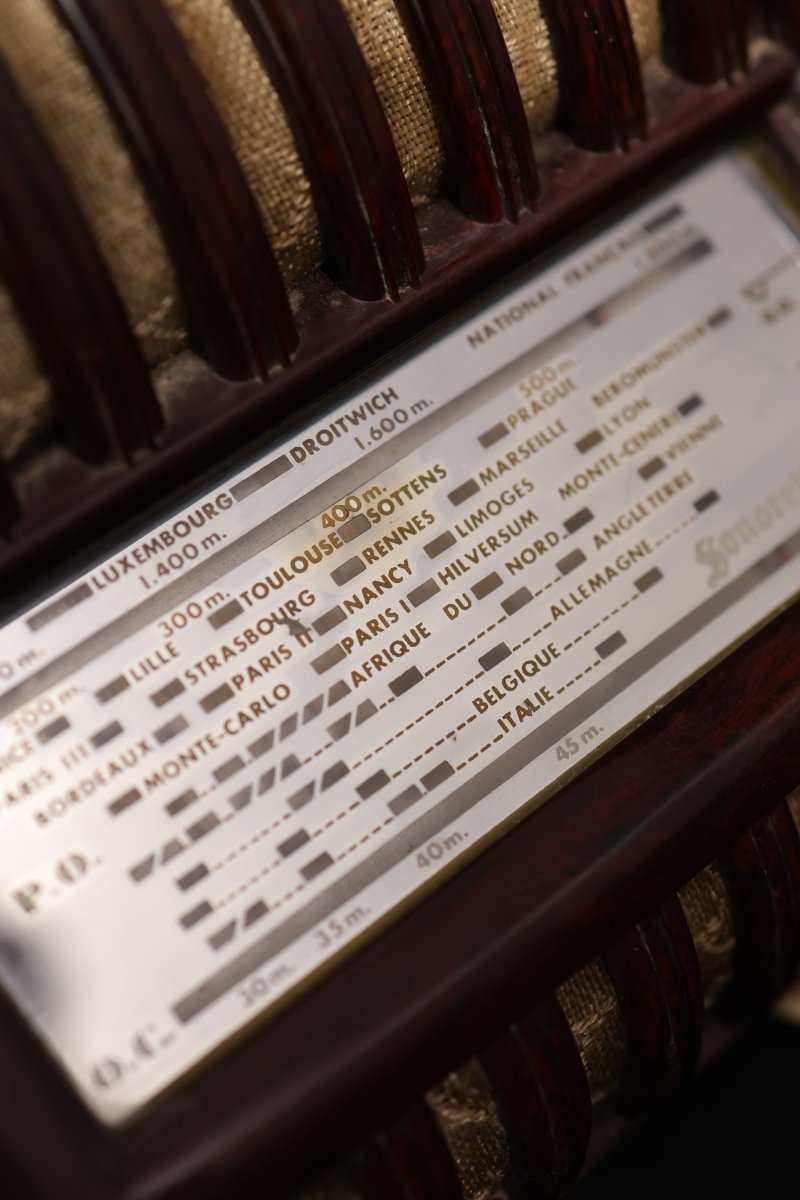 LUXEMBOURG DROITWICH NATIONAL FRANÇAIS
1.400 m. 1.600 m.
200 m. 300 m. 400 m. 500 m.
LILLE TOULOUSE SOTTENS PRAGUE BEROMUNSTER
STRASBOURG RENNES MARSEILLE LYON
PARIS III PARIS II NANCY LIMOGES MONTE-CENERI
BORDEAUX PARIS I HILVERSUM VIENNE
MONTE-CARLO AFRIQUE DU NORD ANGLETERRE
ALLEMAGNE
BELGIQUE
ITALIE
P.O.
Sonora
O.C. 30 m. 35 m. 40 m. 45 m.